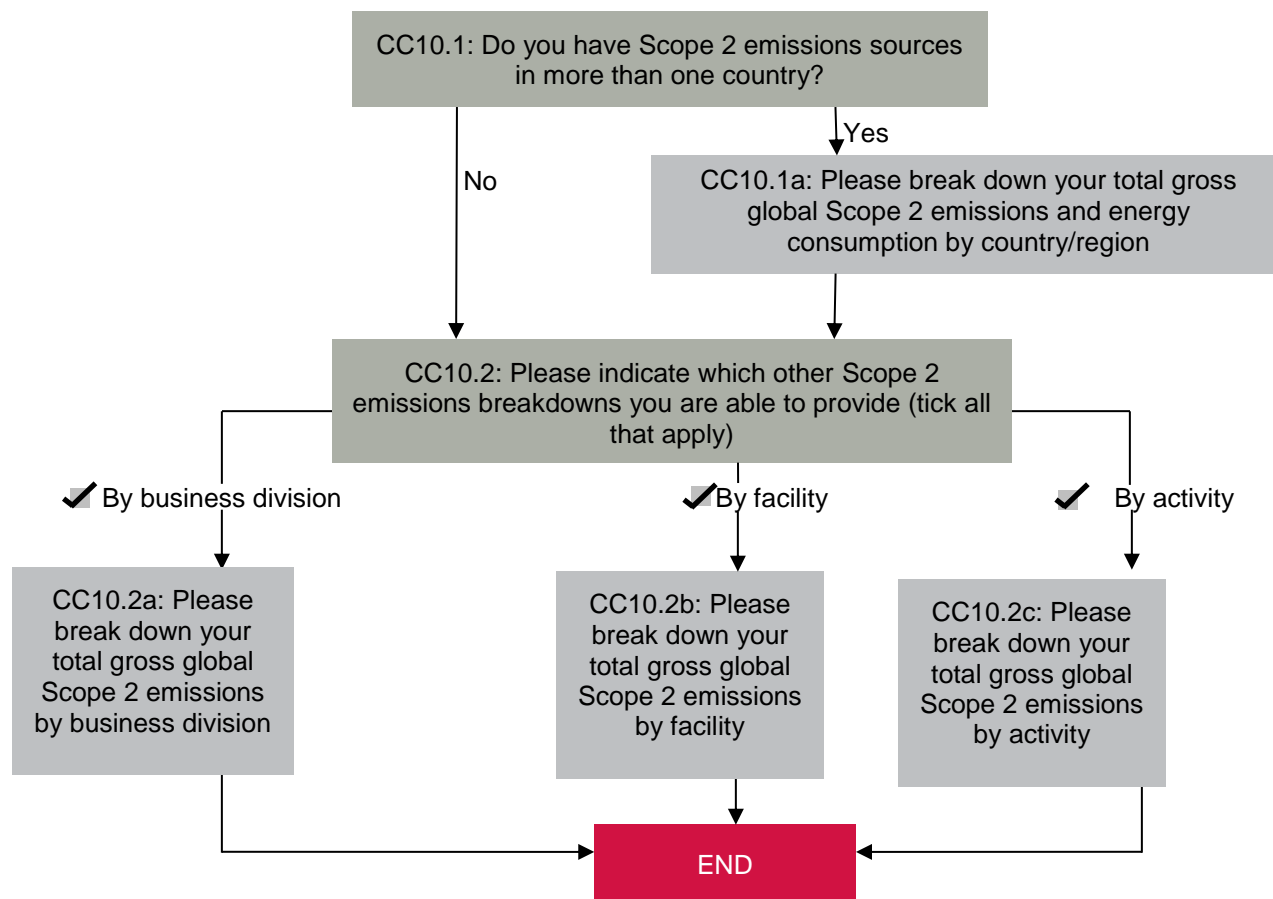 CC10.1: Do you have Scope 2 emissions sources
in more than one country?
Yes
No
CC10.1a: Please break down your total gross
global Scope 2 emissions and energy
consumption by country/region
CC10.2: Please indicate which other Scope 2
emissions breakdowns you are able to provide (tick all
that apply)
By business division
By facility
By activity
CC10.2a: Please
break down your
total gross global
Scope 2 emissions
by business division
CC10.2b: Please
break down your
total gross global
Scope 2 emissions
by facility
CC10.2c: Please
break down your
total gross global
Scope 2 emissions
by activity
END